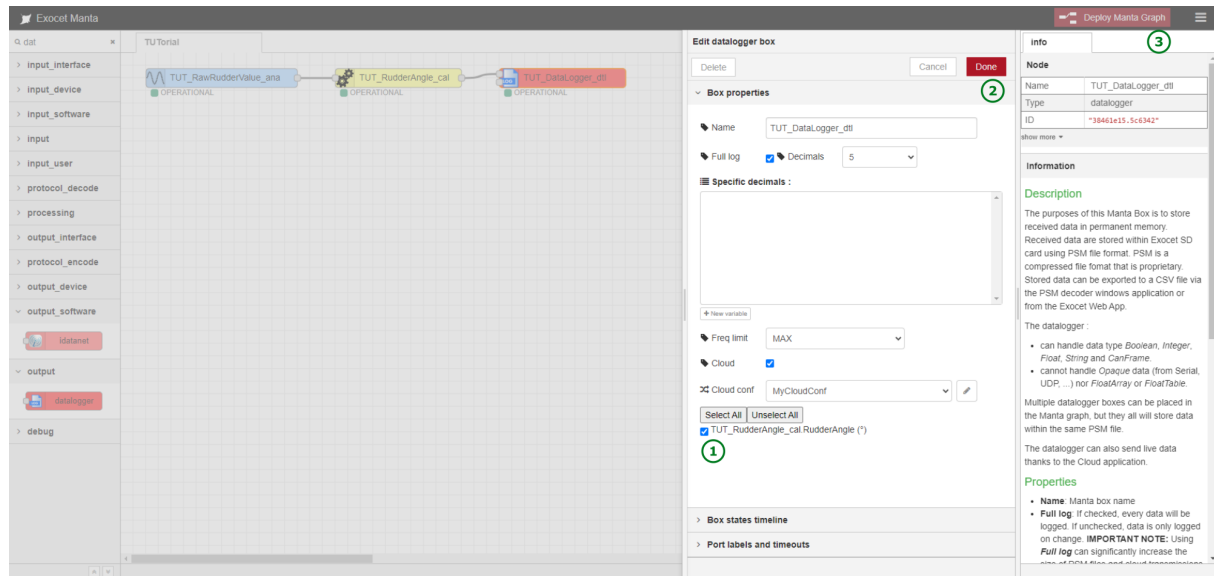 Exocet Manta
Deploy Manta Graph
dat
input_interface
input_device
input_software
input
input_user
protocol_decode
processing
output_interface
protocol_encode
output_device
output_software
idatanet
output
datalogger
debug
TUTorial
TUT_RawRudderValue_ana
OPERATIONAL
TUT_RudderAngle_cal
OPERATIONAL
TUT_DataLogger_dtl
OPERATIONAL
Edit datalogger box
Delete
Cancel
Done
2
Box properties
Name TUT_DataLogger_dtl
Full log Decimals 5
Specific decimals :
+ New variable
Freq limit MAX
Cloud
Cloud conf MyCloudConf
Select All Unselect All
TUT_RudderAngle_cal.RudderAngle (°)
1
Box states timeline
Port labels and timeouts
info
3
Node
Name TUT_DataLogger_dtl
Type datalogger
ID "38461e15.5c6342"
show more
Information
Description
The purposes of this Manta Box is to store
received data in permanent memory.
Received data are stored within Exocet SD
card using PSM file format. PSM is a
compressed file fomat that is proprietary.
Stored data can be exported to a CSV file via
the PSM decoder windows application or
from the Exocet Web App.
The datalogger :
• can handle data type Boolean, Integer,
Float, String and CanFrame.
• cannot handle Opaque data (from Serial,
UDP, ...) nor FloatArray or FloatTable.
Multiple datalogger boxes can be placed in
the Manta graph, but they all will store data
within the same PSM file.
The datalogger can also send live data
thanks to the Cloud application.
Properties
• Name: Manta box name
• Full log: If checked, every data will be
logged. If unchecked, data is only logged
on change. IMPORTANT NOTE: Using
Full log can significantly increase the
size of PSM files and cloud transmissions